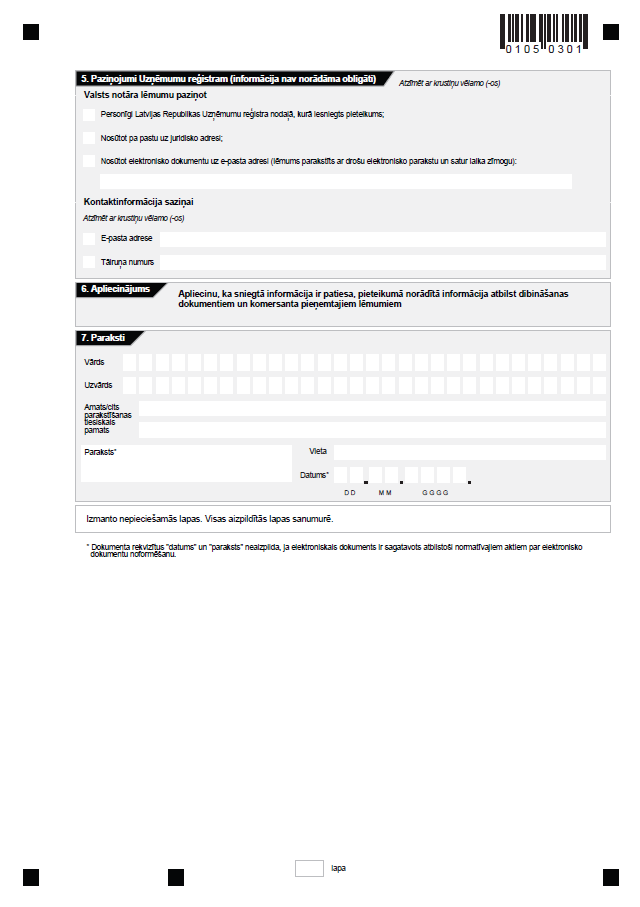 0105 0301
5. Paziņojumi Uzņēmumu reģistram (informācija nav norādāma obligāti)
Atzīmēt ar krustiņu vēlamo (-os)
Valsts notāra lēmumu paziņot
Personīgi Latvijas Republikas Uzņēmumu reģistra nodaļā, kurā iesniegts pieteikums;
Nosūtot pa pastu uz juridisko adresi;
Nosūtot elektronisko dokumentu uz e-pasta adresi (lēmums parakstīts ar drošu elektronisko parakstu un satur laika zīmogu):
Kontaktinformācija saziņai
Atzīmēt ar krustiņu vēlamo (-os)
E-pasta adrese
Tālruņa numurs
6. Apliecinājums
Apliecinu, ka sniegtā informācija ir patiesa, pieteikumā norādītā informācija atbilst dibināšanas
dokumentiem un komersanta pieņemtajiem lēmumiem
7. Paraksti
Vārds
Uzvārds
Amats/cits
parakstīšanas
tiesiskais
pamats
Paraksts*
Vieta
Datums*
D D M M G G G G
Izmanto nepieciešamās lapas. Visas aizpildītās lapas sanumurē.
* Dokumenta rekvizītus "datums" un "paraksts" neaizpilda, ja elektroniskais dokuments ir sagatavots atbilstoši normatīvajiem aktiem par elektronisko
dokumentu noformēšanu.
lapa